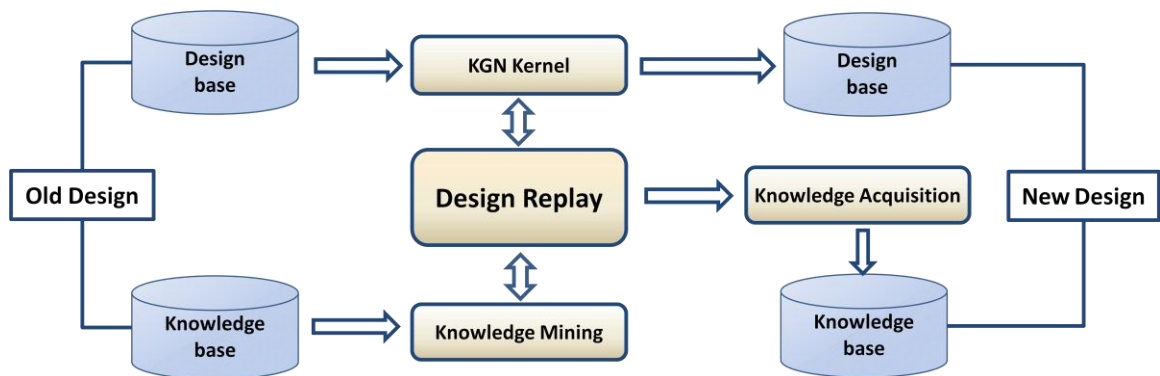 Design
base
KGN Kernel
Design
base
Old Design
Design Replay
Knowledge Acquisition
New Design
Knowledge
base
Knowledge Mining
Knowledge
base